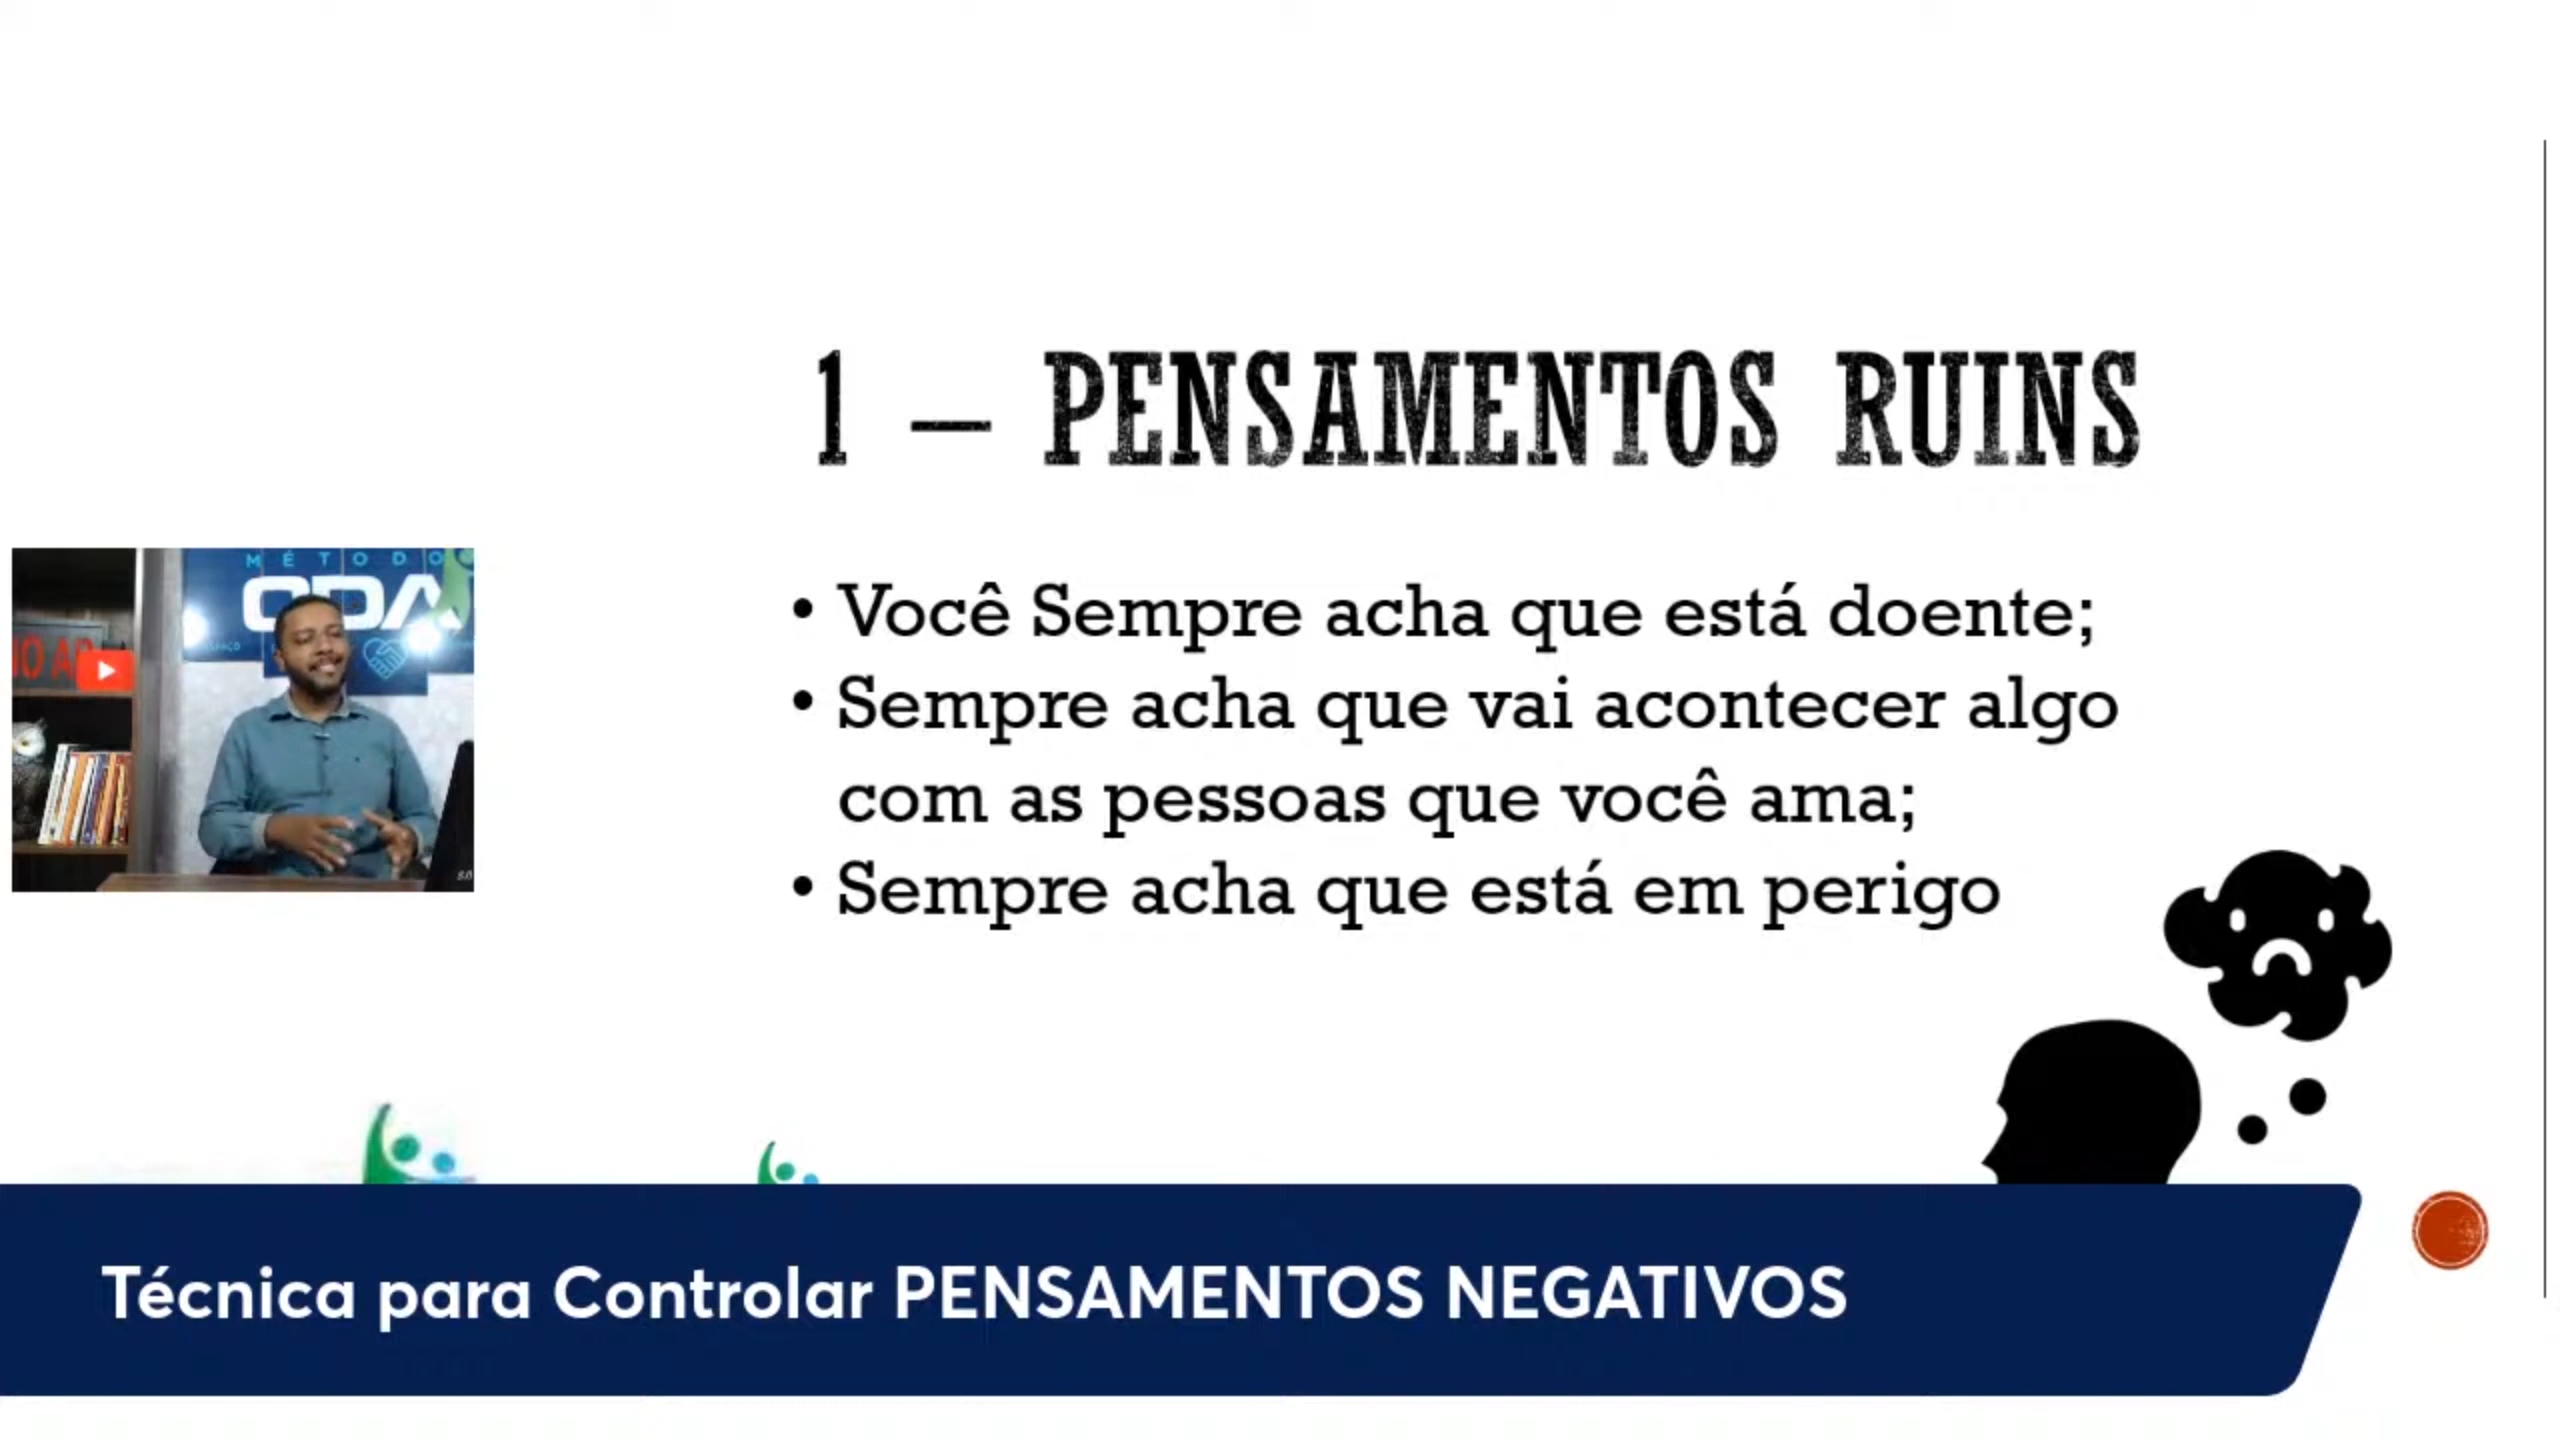 1 – PENSAMENTOS RUINS
MÉTODO
• Você Sempre acha que está doente;
• Sempre acha que vai acontecer algo
com as pessoas que você ama;
• Sempre acha que está em perigo
Técnica para Controlar PENSAMENTOS NEGATIVOS